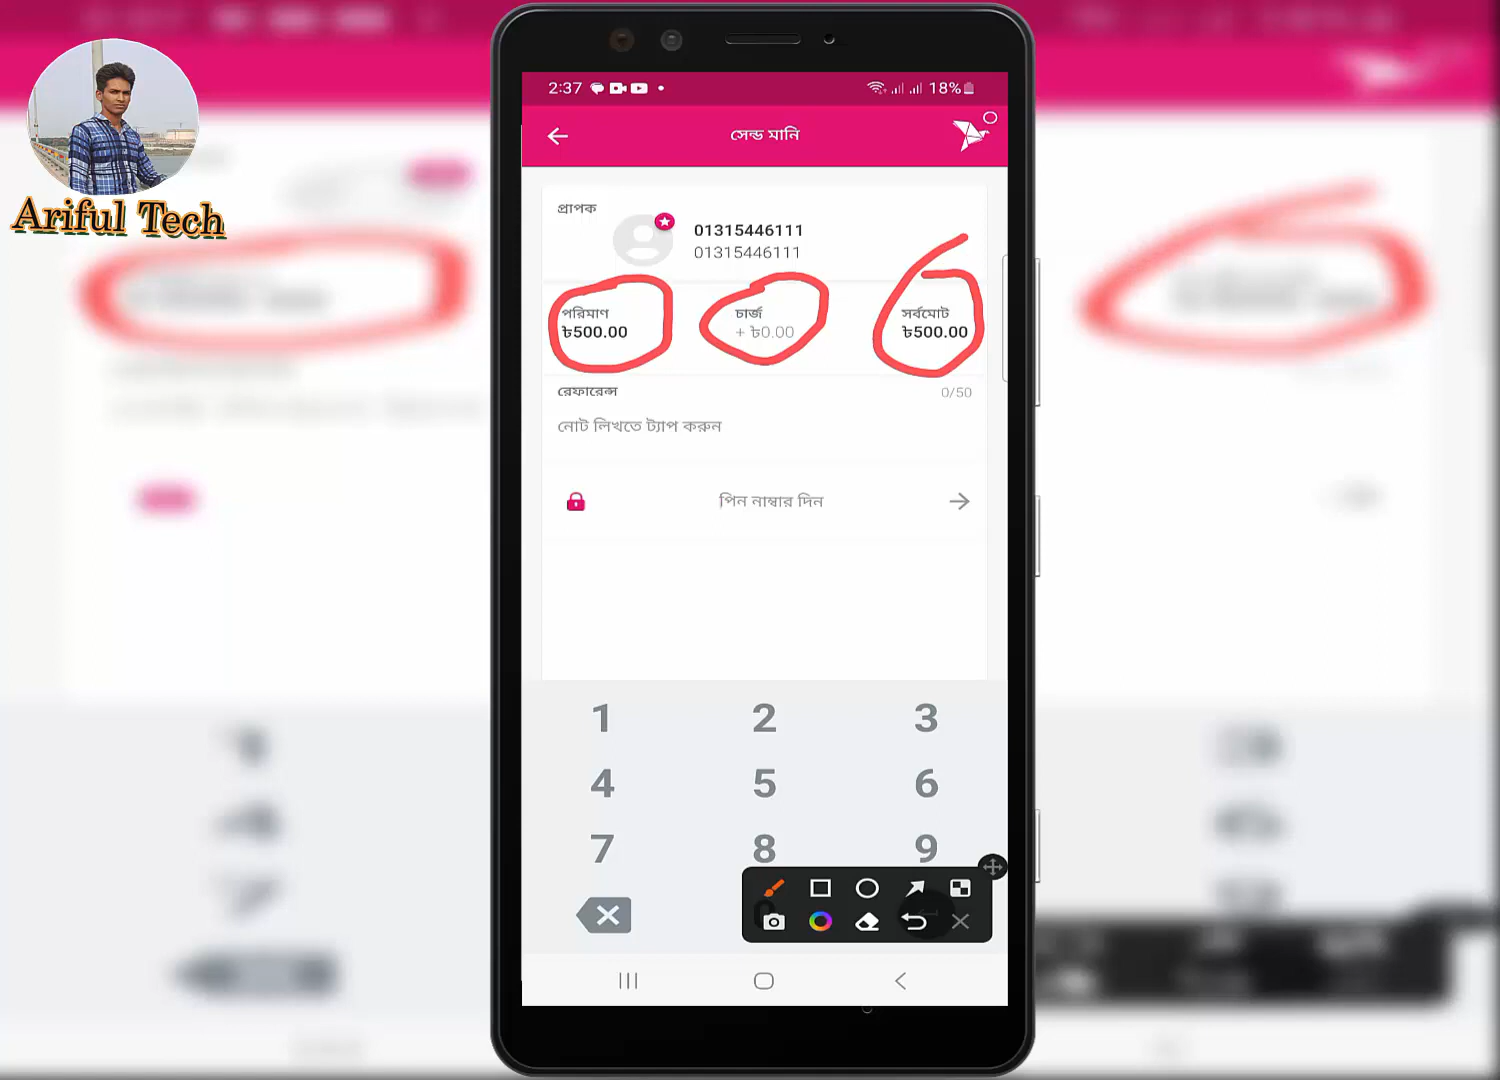 Ariful Tech
2:37
18%
সেন্ড মানি
প্রাপক
01315446111
01315446111
পরিমাণ
৳500.00
চার্জ
+ ৳0.00
সর্বমোট
৳500.00
রেফারেন্স
0/50
নোট লিখতে ট্যাপ করুন
পিন নাম্বার দিন
1 2 3
4 5 6
7 8 9